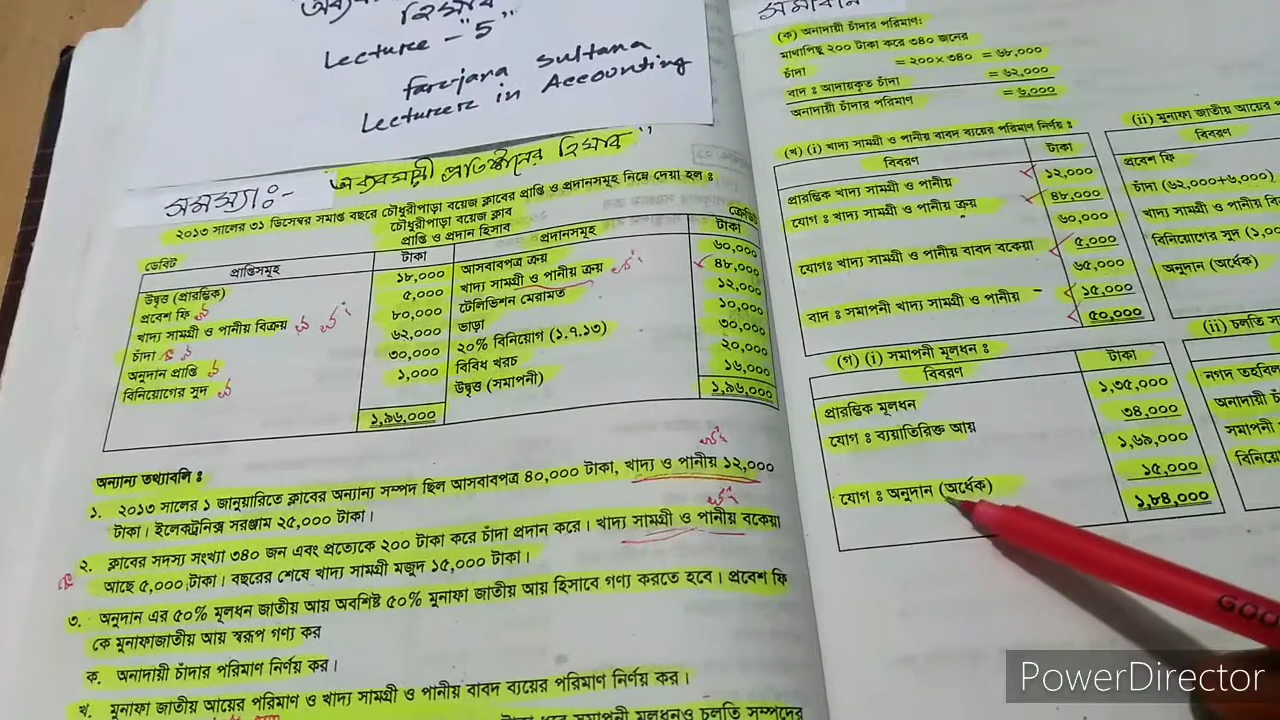 হিসাব"
Lecture - "5"
Farjana Sultana
Lecturer in Accounting
সমস্যাঃ- "অব্যবসায়ী প্রতিষ্ঠানের হিসাব"
২০১৩ সালের ৩১ ডিসেম্বর সমাপ্ত বছরে চৌধুরীপাড়া বয়েজ ক্লাবের প্রাপ্তি ও প্রদানসমূহ নিম্নে দেয়া হল ঃ
চৌধুরীপাড়া বয়েজ ক্লাব
প্রাপ্তি ও প্রদান হিসাব
ডেবিট ক্রেডিট
প্রাপ্তিসমূহ টাকা প্রদানসমূহ টাকা
উদ্বৃত্ত (প্রারম্ভিক) ১৮,০০০ আসবাবপত্র ক্রয় ৬০,০০০
প্রবেশ ফি ৫,০০০ খাদ্য সামগ্রী ও পানীয় ক্রয় ৪৮,০০০
খাদ্য সামগ্রী ও পানীয় বিক্রয় ৮০,০০০ টেলিভিশন মেরামত ১২,০০০
চাঁদা ৬২,০০০ ভাড়া ১০,০০০
অনুদান প্রাপ্তি ৩০,০০০ ২০% বিনিয়োগ (১.৭.১৩) ৩০,০০০
বিনিয়োগের সুদ ১,০০০ বিবিধ খরচ ২০,০০০
উদ্বৃত্ত (সমাপনী) ১৬,০০০
১,৯৬,০০০ ১,৯৬,০০০
অন্যান্য তথ্যাবলি ঃ
১. ২০১৩ সালের ১ জানুয়ারিতে ক্লাবের অন্যান্য সম্পদ ছিল আসবাবপত্র ৪০,০০০ টাকা, খাদ্য ও পানীয় ১২,০০০
টাকা। ইলেকট্রনিক্স সরঞ্জাম ২৫,০০০ টাকা।
২. ক্লাবের সদস্য সংখ্যা ৩৪০ জন এবং প্রত্যেকে ২০০ টাকা করে চাঁদা প্রদান করে। খাদ্য সামগ্রী ও পানীয় বকেয়া
আছে ৫,০০০ টাকা। বছরের শেষে খাদ্য সামগ্রী মজুদ ১৫,০০০ টাকা।
৩. অনুদান এর ৫০% মূলধন জাতীয় আয় অবশিষ্ট ৫০% মুনাফা জাতীয় আয় হিসাবে গণ্য করতে হবে। প্রবেশ ফি
কে মুনাফাজাতীয় আয় স্বরূপ গণ্য কর
ক. অনাদায়ী চাঁদার পরিমাণ নির্ণয় কর।
খ. মুনাফা জাতীয় আয়ের পরিমাণ ও খাদ্য সামগ্রী ও পানীয় বাবদ ব্যয়ের পরিমাণ নির্ণয় কর।
সমাপনী মূলধনও চলতি সম্পদের
সমাধান
(ক) অনাদায়ী চাঁদার পরিমাণ:
মাথাপিছু ২০০ টাকা করে ৩৪০ জনের
চাঁদা = ২০০×৩৪০ = ৬৮,০০০
বাদ ঃ আদায়কৃত চাঁদা = ৬২,০০০
অনাদায়ী চাঁদার পরিমাণ = ৬,০০০
(খ) (i) খাদ্য সামগ্রী ও পানীয় বাবদ ব্যয়ের পরিমাণ নির্ণয় ঃ
বিবরণ টাকা
প্রারম্ভিক খাদ্য সামগ্রী ও পানীয় ১২,০০০
যোগ ঃ খাদ্য সামগ্রী ও পানীয় ক্রয় ৪৮,০০০
৬০,০০০
যোগঃ খাদ্য সামগ্রী ও পানীয় বাবদ বকেয়া ৫,০০০
৬৫,০০০
বাদ ঃ সমাপনী খাদ্য সামগ্রী ও পানীয় ১৫,০০০
৫০,০০০
(গ) (i) সমাপনী মূলধন ঃ
বিবরণ টাকা
প্রারম্ভিক মূলধন ১,৩৫,০০০
যোগ ঃ ব্যয়াতিরিক্ত আয় ৩৪,০০০
১,৬৯,০০০
যোগ ঃ অনুদান (অর্ধেক) ১৫,০০০
১,৮৪,০০০
(ii) মুনাফা জাতীয় আয়ের
বিবরণ
প্রবেশ ফি
চাঁদা (৬২,০০০+৬,০০০)
খাদ্য সামগ্রী ও পানীয়
বিনিয়োগের সুদ
অনুদান (অর্ধেক)
(ii) চলতি
নগদ তহবিল
অনাদায়ী
সমাপনী
PowerDirector